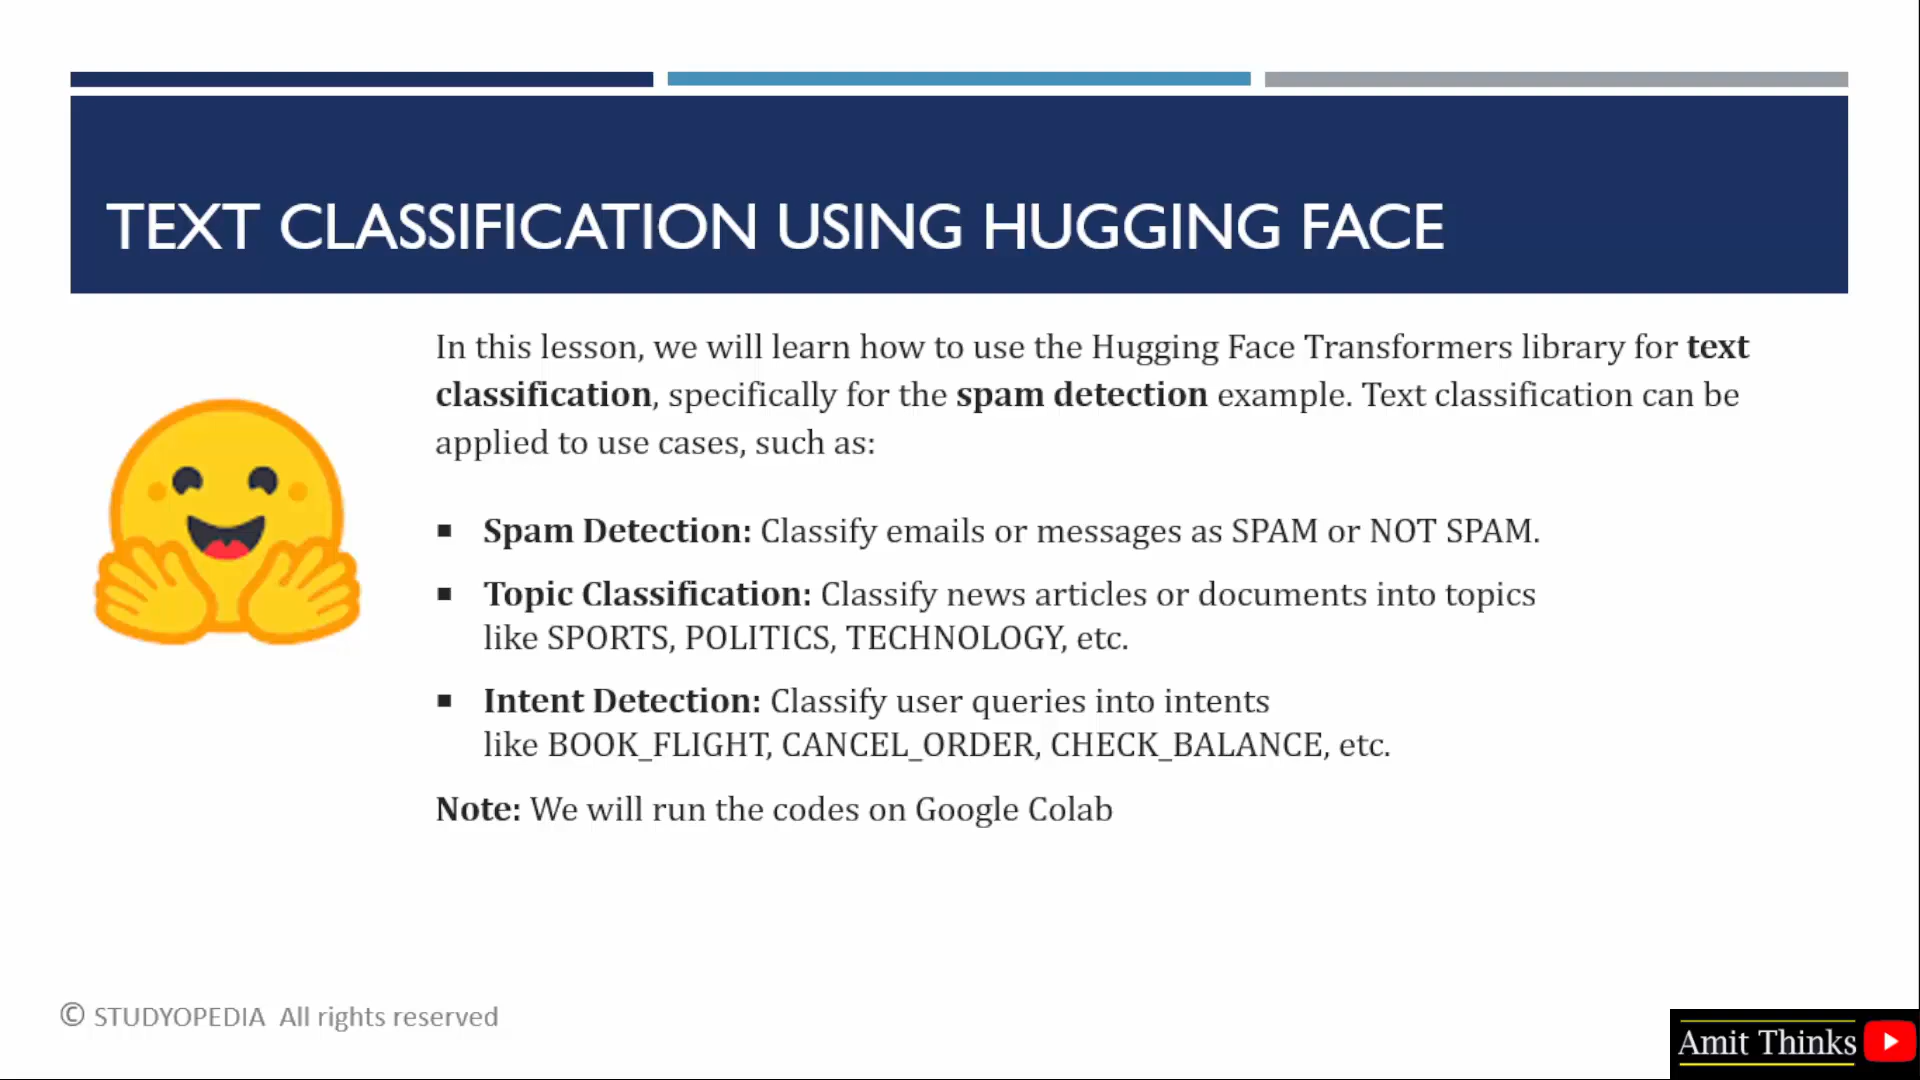 TEXT CLASSIFICATION USING HUGGING FACE
In this lesson, we will learn how to use the Hugging Face Transformers library for text
classification, specifically for the spam detection example. Text classification can be
applied to use cases, such as:
▪ Spam Detection: Classify emails or messages as SPAM or NOT SPAM.
▪ Topic Classification: Classify news articles or documents into topics
like SPORTS, POLITICS, TECHNOLOGY, etc.
▪ Intent Detection: Classify user queries into intents
like BOOK_FLIGHT, CANCEL_ORDER, CHECK_BALANCE, etc.
Note: We will run the codes on Google Colab
© STUDYOPEDIA All rights reserved
Amit Thinks